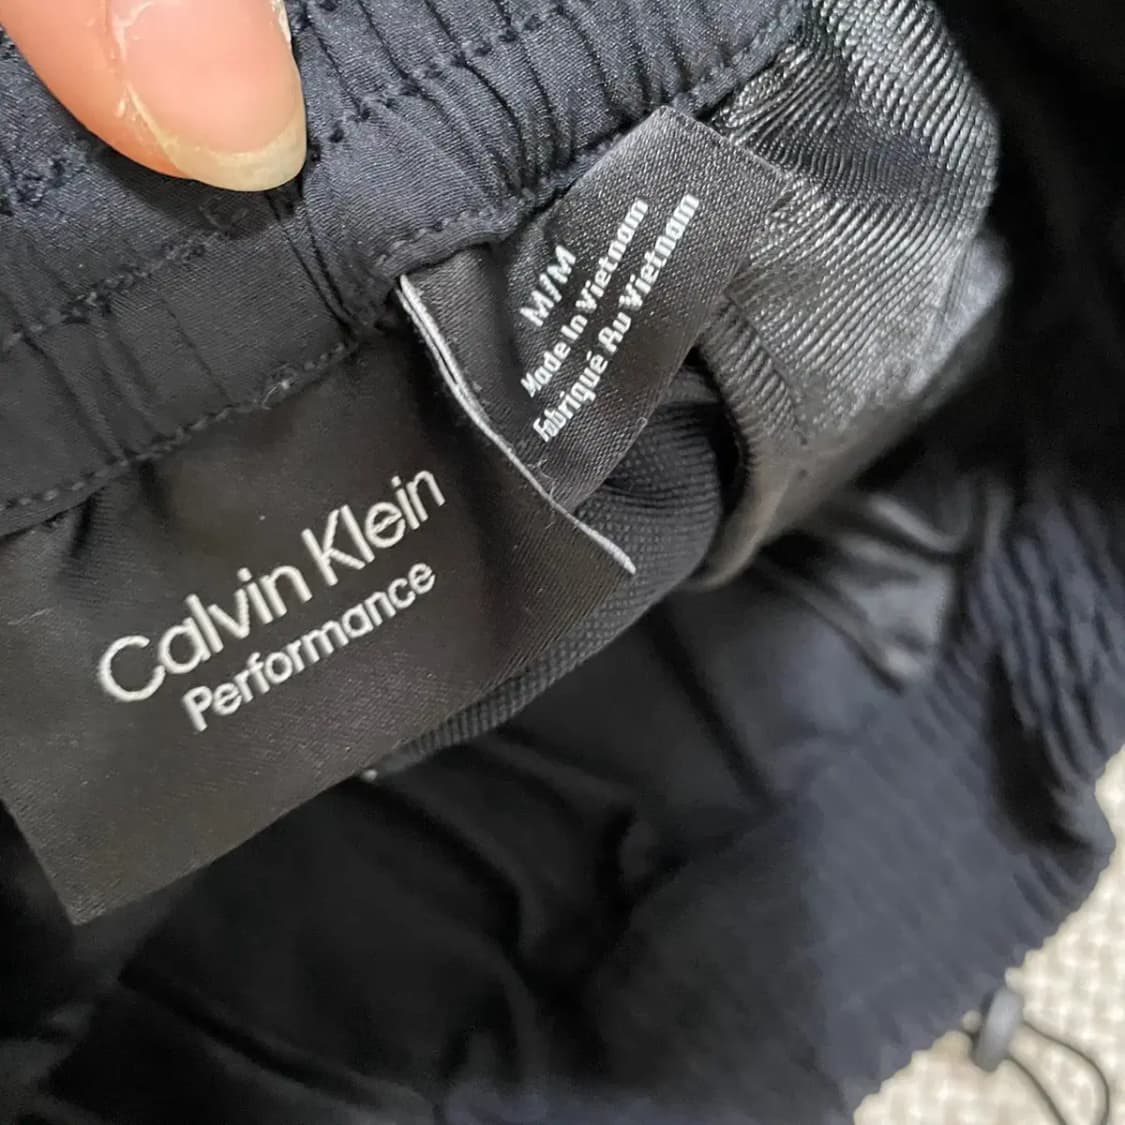 Calvin Klein
Performance
M/M
Made In Vietnam
Fabriqué Au Vietnam